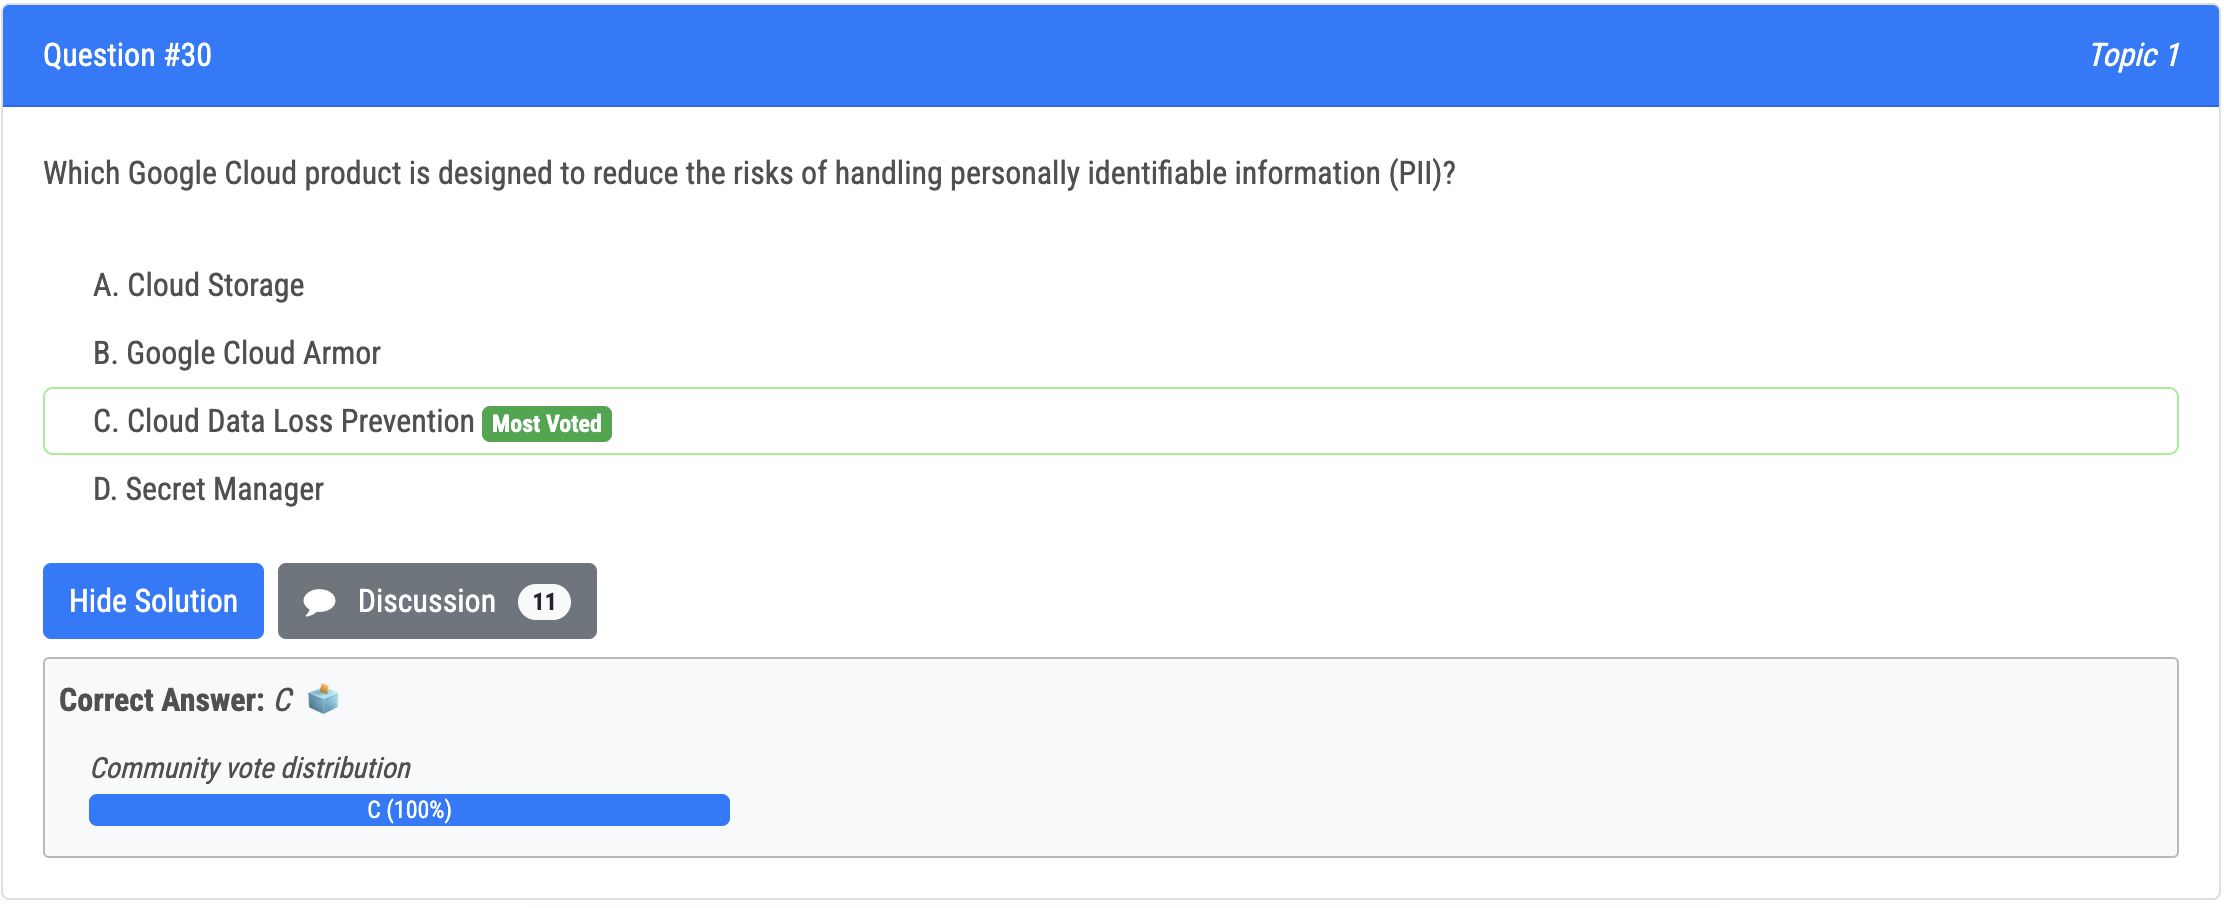 Question #30
Topic 1
Which Google Cloud product is designed to reduce the risks of handling personally identifiable information (PII)?
A. Cloud Storage
B. Google Cloud Armor
C. Cloud Data Loss Prevention Most Voted
D. Secret Manager
Hide Solution
Discussion 11
Correct Answer: C
Community vote distribution
C (100%)